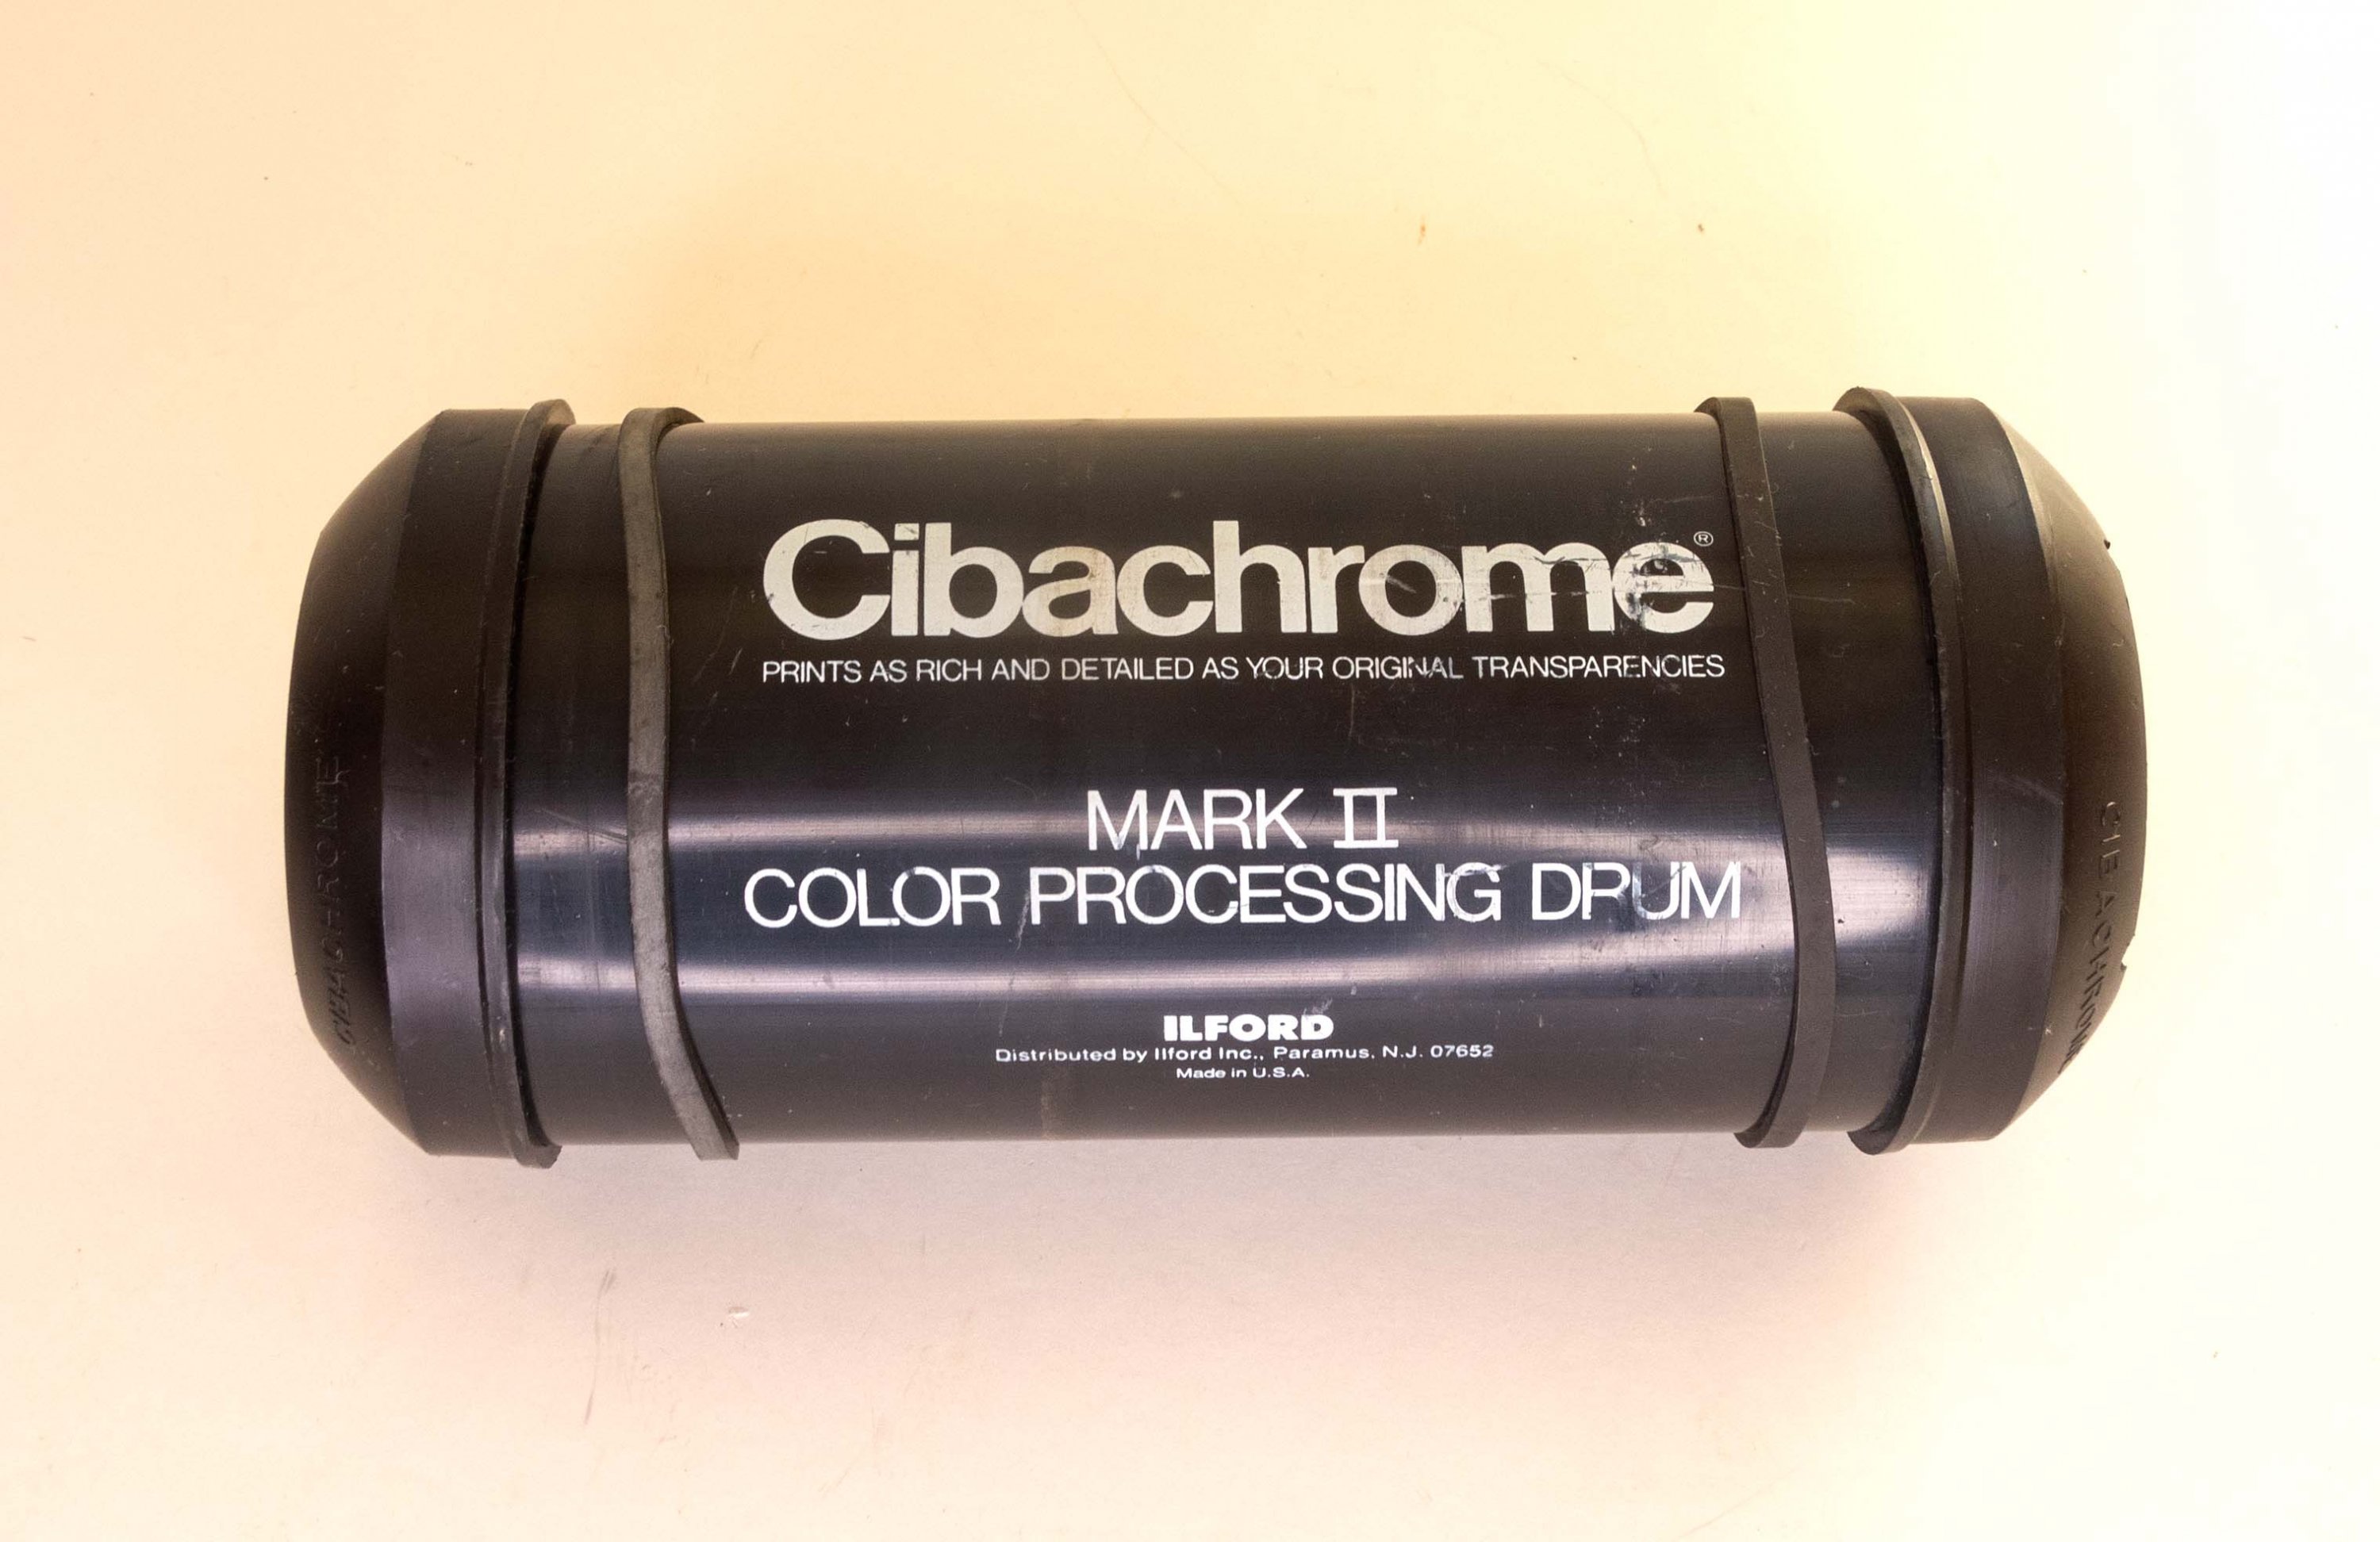 Cibachrome®
PRINTS AS RICH AND DETAILED AS YOUR ORIGINAL TRANSPARENCIES
MARK II
COLOR PROCESSING DRUM
ILFORD
Distributed by Ilford Inc., Paramus, N.J. 07652
Made in U.S.A.
CIBACHROME
CIBACHROME